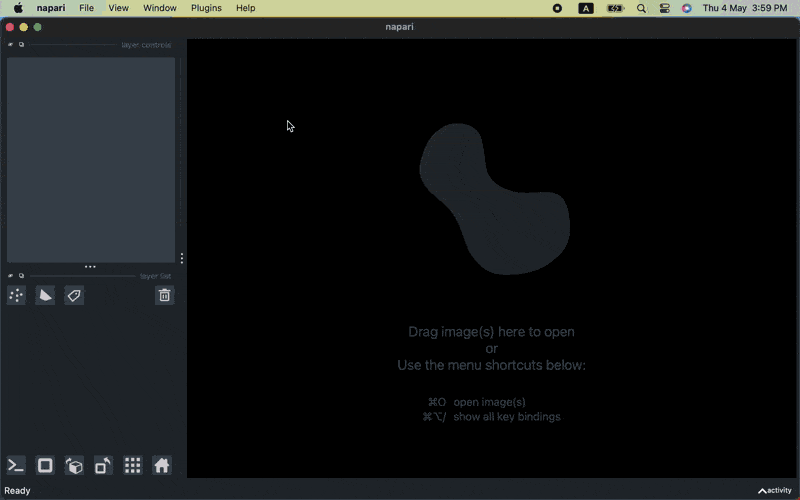 napari File View Window Plugins Help A Thu 4 May 3:59 PM
napari
layer controls
layer list
Drag image(s) here to open
or
Use the menu shortcuts below:
⌘O open image(s)
⌘⌥/ show all key bindings
Ready
activity